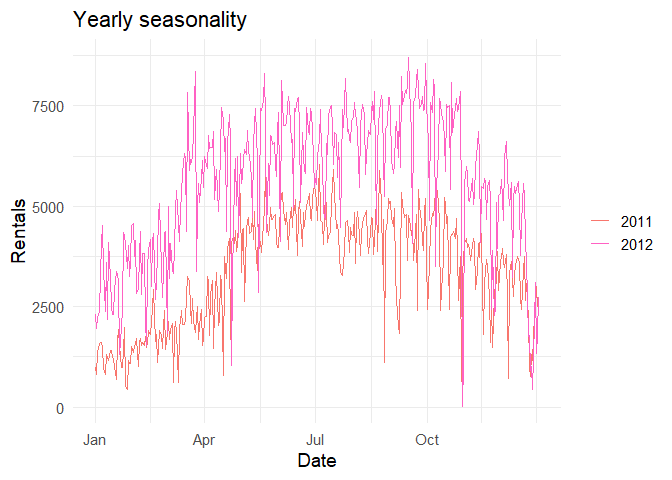 Yearly seasonality
Rentals
7500
5000
2500
0
Jan
Apr
Jul
Oct
Date
2011
2012